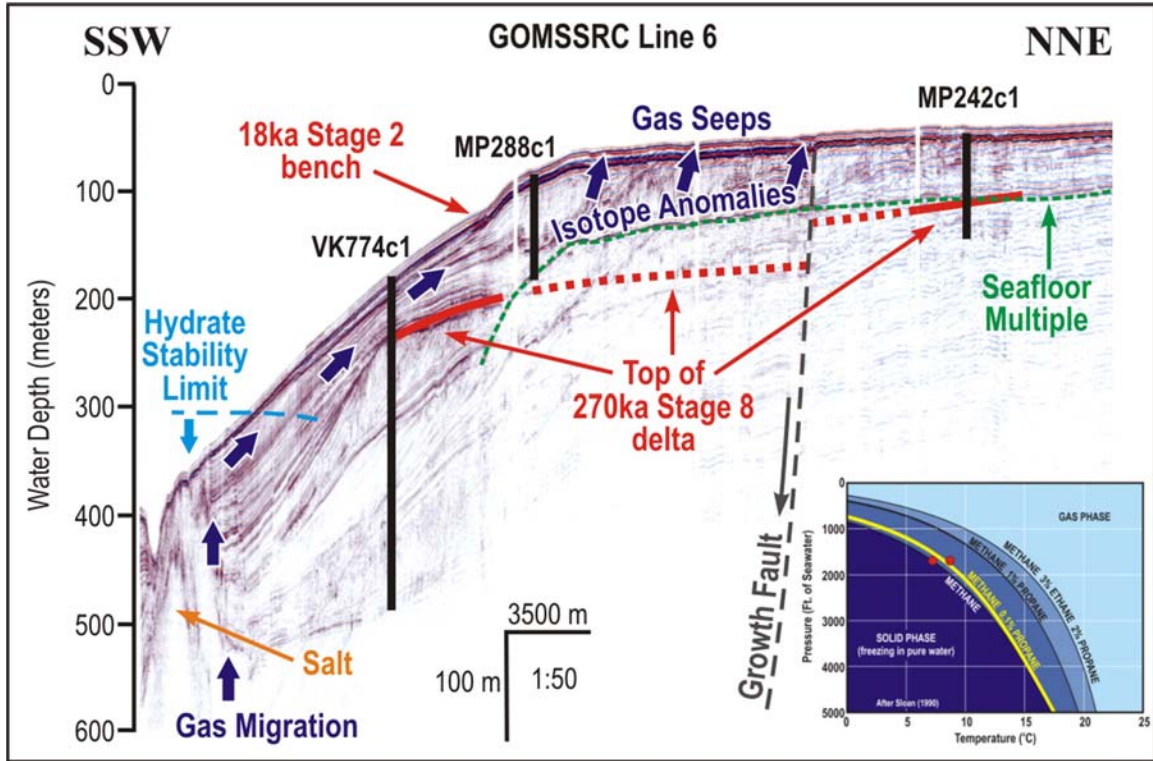 SSW
GOMSSRC Line 6
NNE
0
100
200
300
400
500
600
Water Depth (meters)
18ka Stage 2
bench
MP288c1
Gas Seeps
MP242c1
Isotope Anomalies
VK774c1
Hydrate
Stability
Limit
Top of
270ka Stage 8
delta
Seafloor
Multiple
Growth Fault
3500 m
100 m
1:50
Salt
Gas Migration
0
1000
2000
3000
4000
5000
Pressure (Ft. of Seawater)
GAS PHASE
METHANE 3% ETHANE 2% PROPANE
METHANE 1% PROPANE
METHANE 0.1% PROPANE
METHANE
SOLID PHASE
(freezing in pure water)
After Sloan (1990)
0
5
10
15
20
25
Temperature (°C)